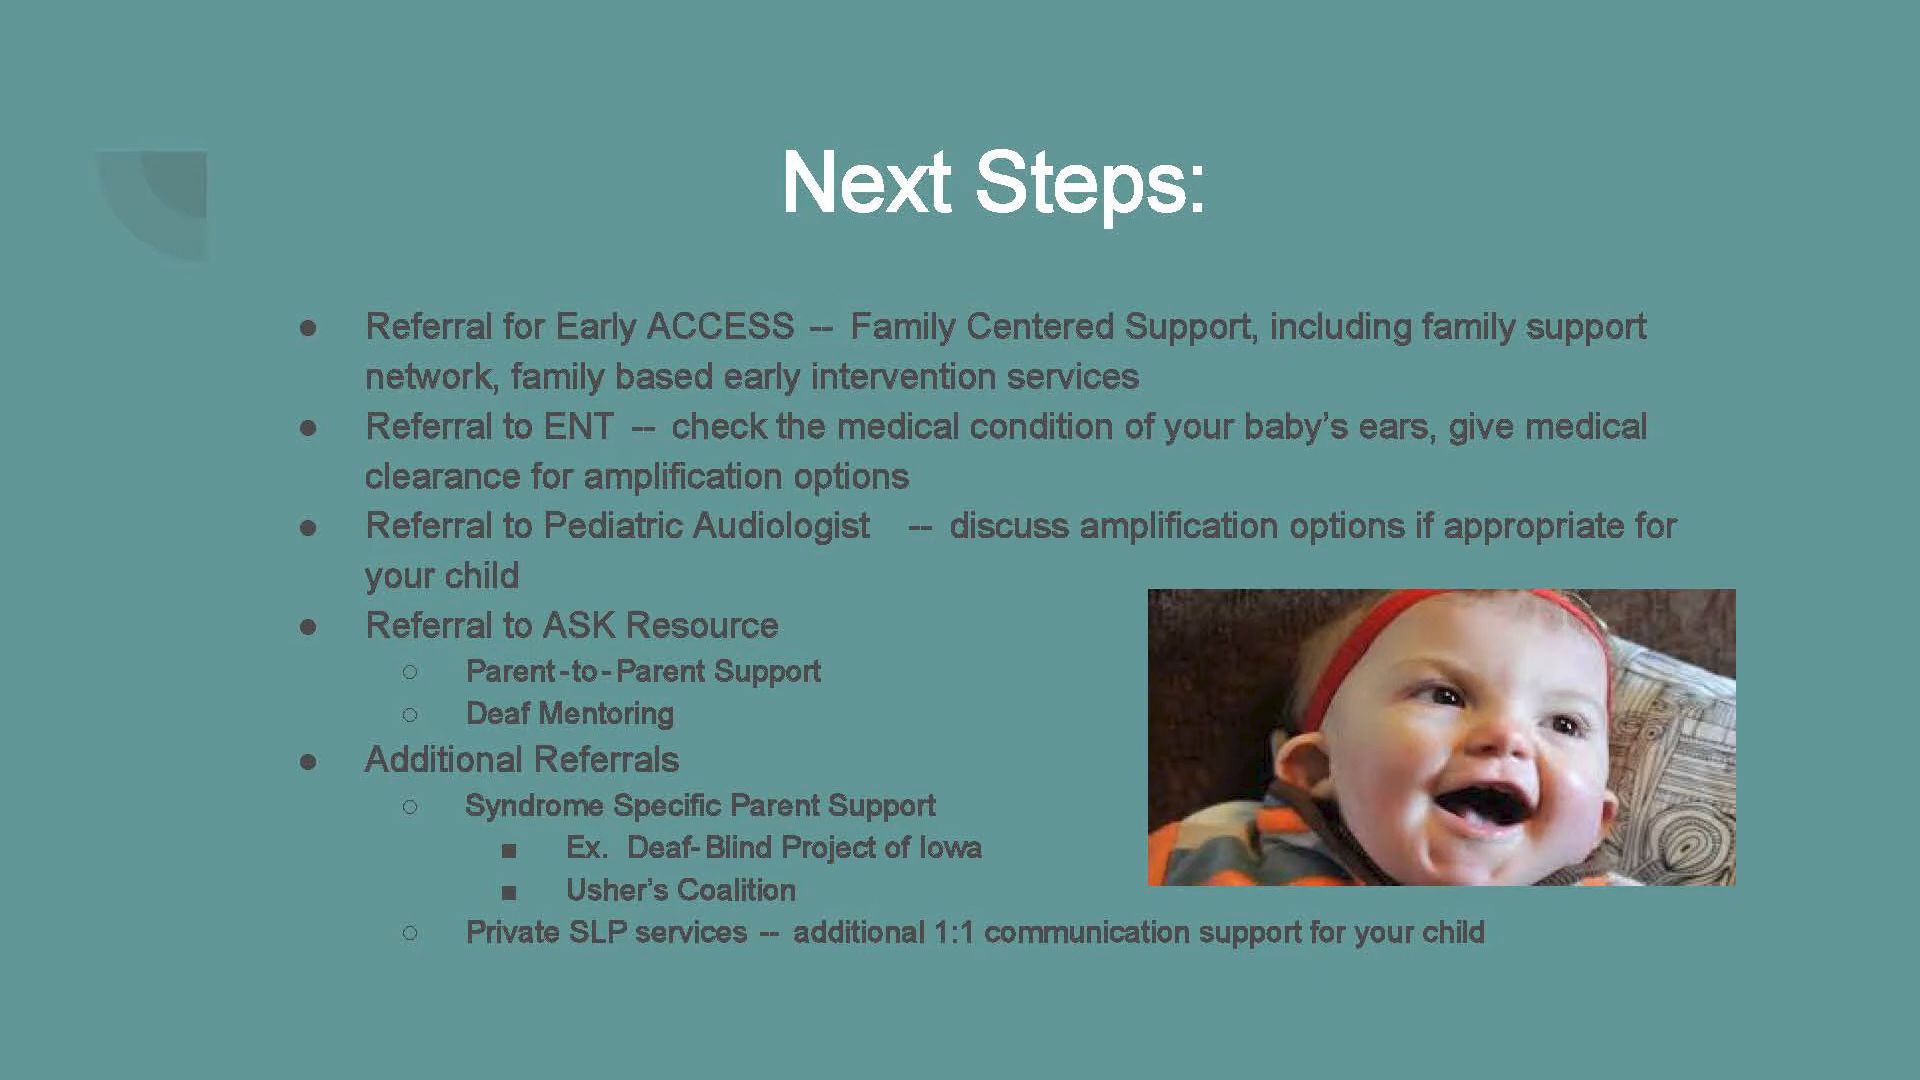 Next Steps:
● Referral for Early ACCESS -- Family Centered Support, including family support
network, family based early intervention services
● Referral to ENT -- check the medical condition of your baby’s ears, give medical
clearance for amplification options
● Referral to Pediatric Audiologist -- discuss amplification options if appropriate for
your child
● Referral to ASK Resource
○ Parent-to-Parent Support
○ Deaf Mentoring
● Additional Referrals
○ Syndrome Specific Parent Support
■ Ex. Deaf-Blind Project of Iowa
■ Usher’s Coalition
○ Private SLP services -- additional 1:1 communication support for your child